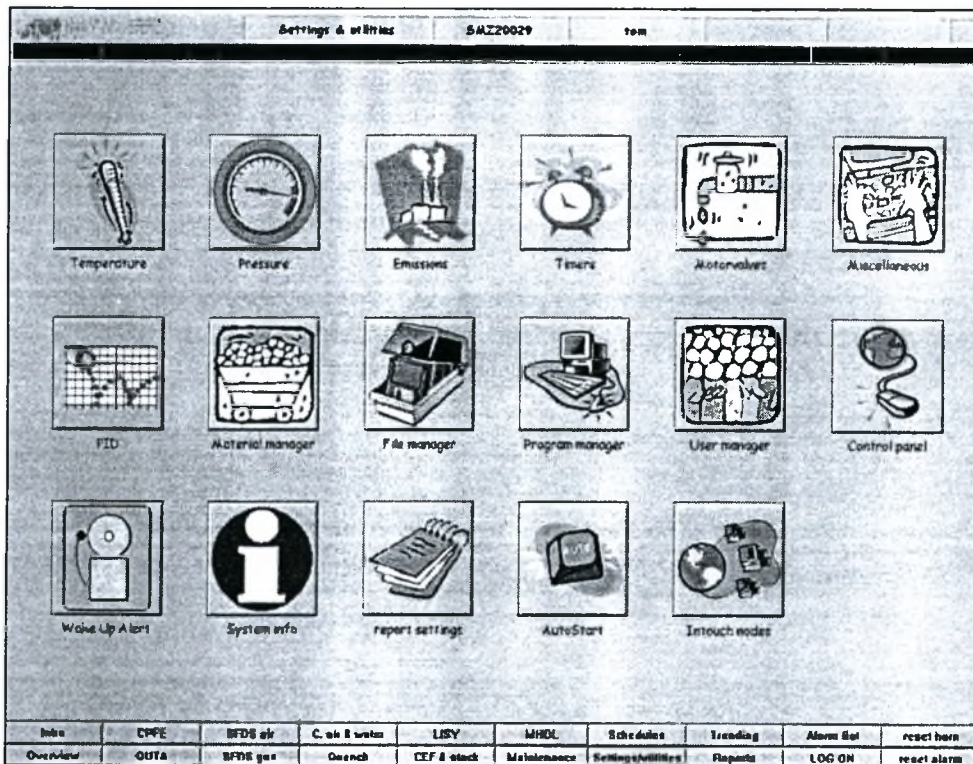 Settings & utilities SMZ20029 tom
Temperature Pressure Emissions Timers Motorvalves Miscellaneous
PID Material manager File manager Program manager User manager Control panel
Wake Up Alert System info report settings AutoStart Intouch nodes
Intro CPFE BFDS air C. air & water LISY MHDL Schedules Trending Alarm list reset horn
Overview OUTA BFDS gas Quench CEF & stack Maintenance Settings/utilities Reports LOG ON reset alarm